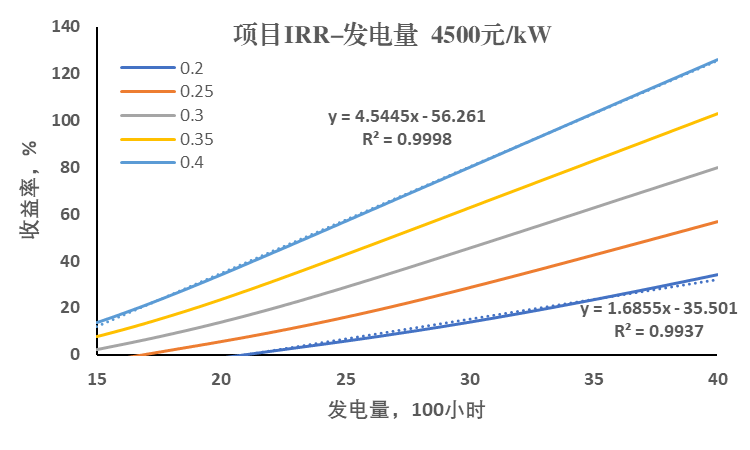 项目IRR–发电量 4500元/kW
140
120
100
80
60
40
20
0
收益率，%
0.2
0.25
0.3
0.35
0.4
y = 4.5445x - 56.261
R² = 0.9998
y = 1.6855x - 35.501
R² = 0.9937
15 20 25 30 35 40
发电量，100小时